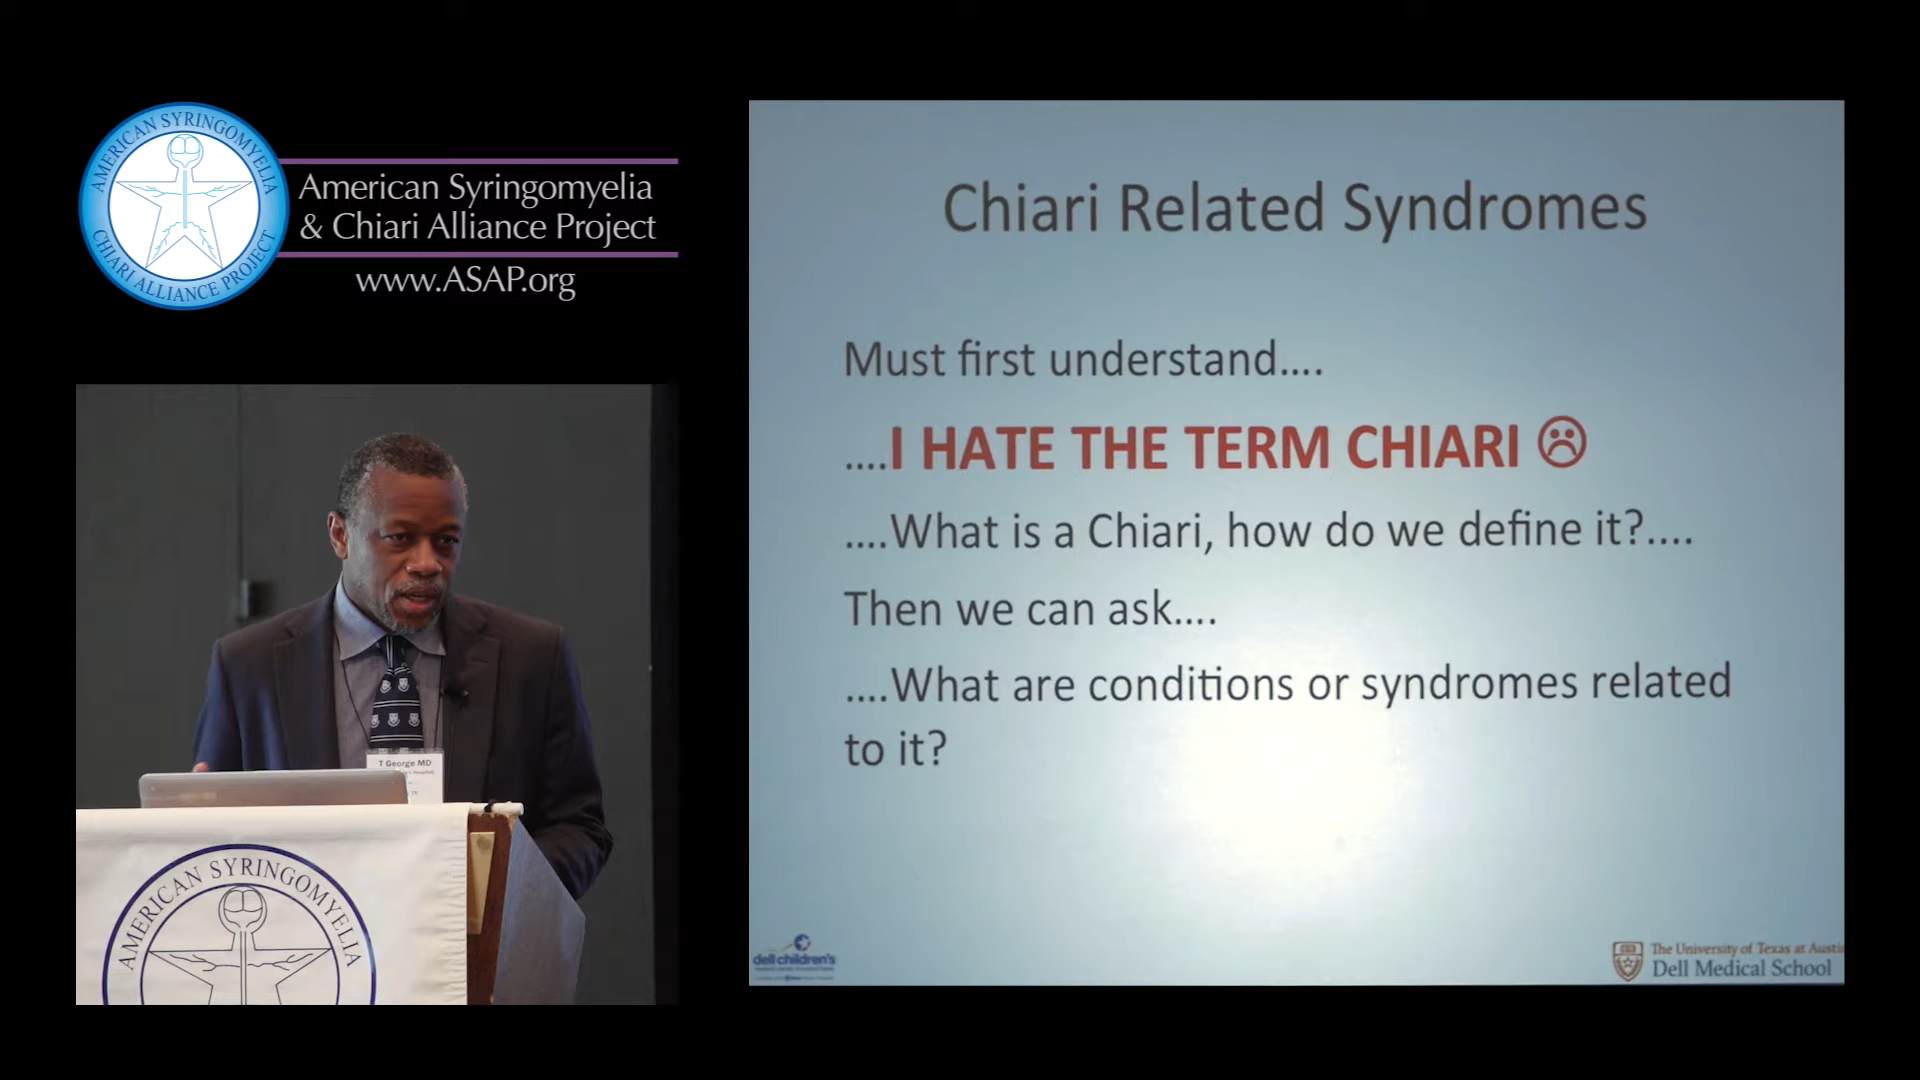 AMERICAN SYRINGOMYELIA
CHIARI ALLIANCE PROJECT
American Syringomyelia
& Chiari Alliance Project
www.ASAP.org
T George MD
AMERICAN SYRINGOMYELIA
Chiari Related Syndromes
Must first understand....
....I HATE THE TERM CHIARI ☹
....What is a Chiari, how do we define it?....
Then we can ask....
....What are conditions or syndromes related
to it?
dell children's
The University of Texas at Austin
Dell Medical School